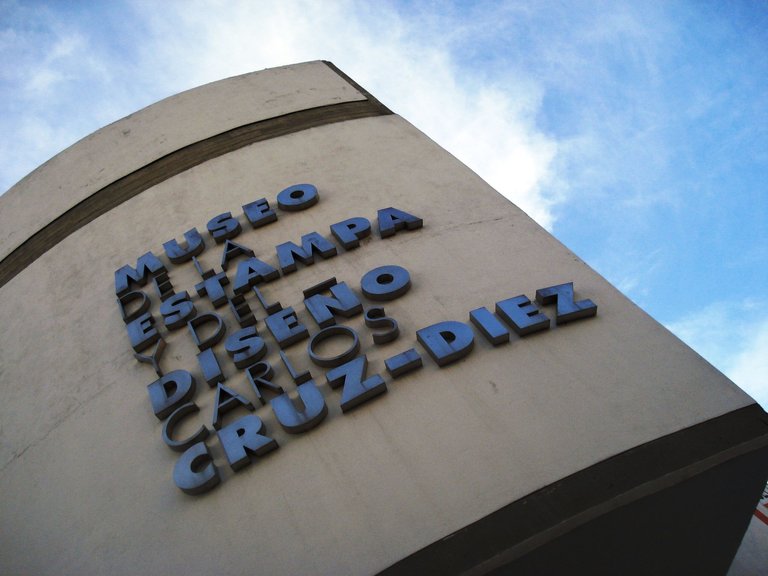 MUSEO
DE LA
ESTAMPA
Y DEL
DISEÑO
CARLOS
CRUZ-DIEZ